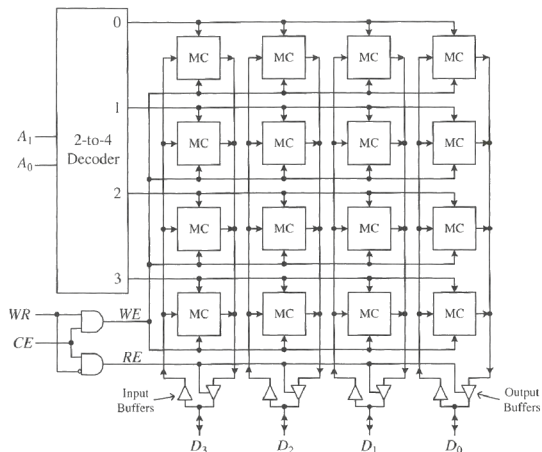 0
MC MC MC MC
1
A1
2-to-4
Decoder
A0
MC MC MC MC
2
MC MC MC MC
3
MC MC MC MC
WR
WE
CE
RE
Input
Buffers
Output
Buffers
D3 D2 D1 D0